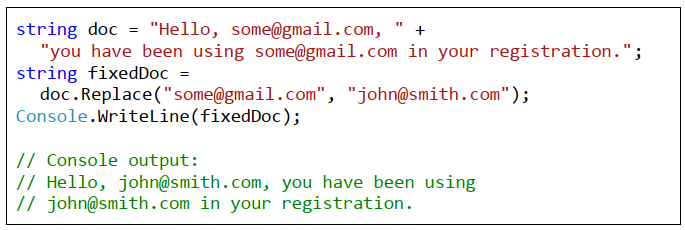 string doc = "Hello, some@gmail.com, " +
  "you have been using some@gmail.com in your registration.";
string fixedDoc =
  doc.Replace("some@gmail.com", "john@smith.com");
Console.WriteLine(fixedDoc);

// Console output:
// Hello, john@smith.com, you have been using
// john@smith.com in your registration.